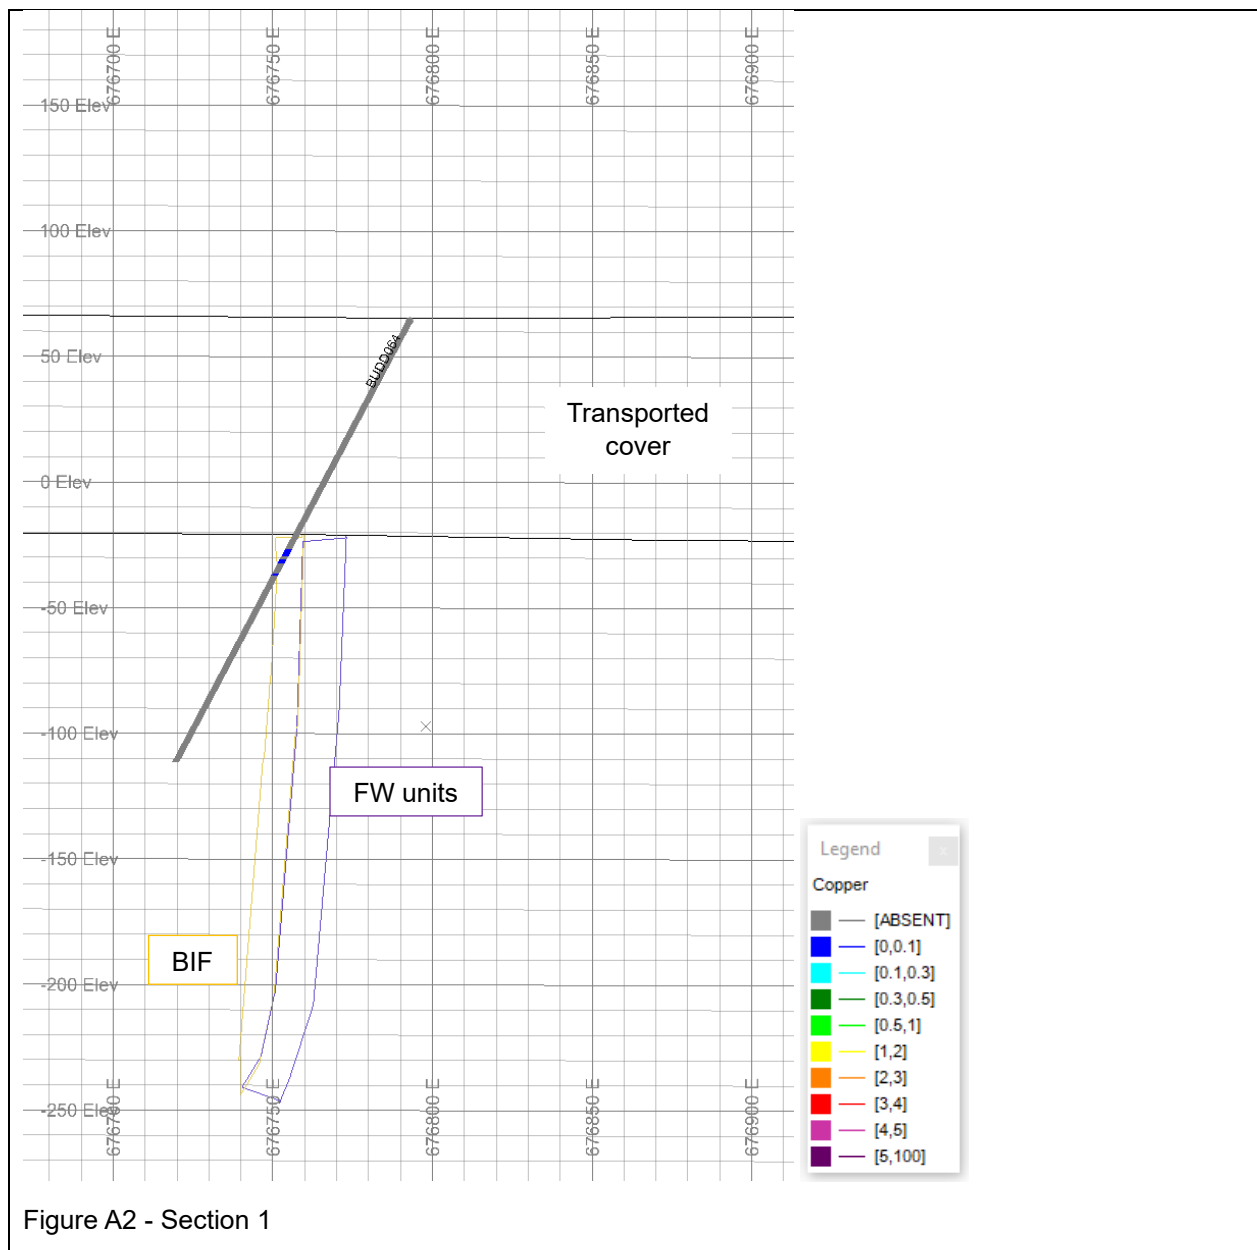 676700 E
676750 E
676800 E
676850 E
676900 E
150 Elev
100 Elev
50 Elev
BUDD064
Transported
cover
0 Elev
-50 Elev
-100 Elev
FW units
-150 Elev
BIF
-200 Elev
-250 Elev
676700 E
676750 E
676800 E
676850 E
676900 E
Legend
x
Copper
[ABSENT]
[0,0.1]
[0.1,0.3]
[0.3,0.5]
[0.5,1]
[1,2]
[2,3]
[3,4]
[4,5]
[5,100]
Figure A2 - Section 1